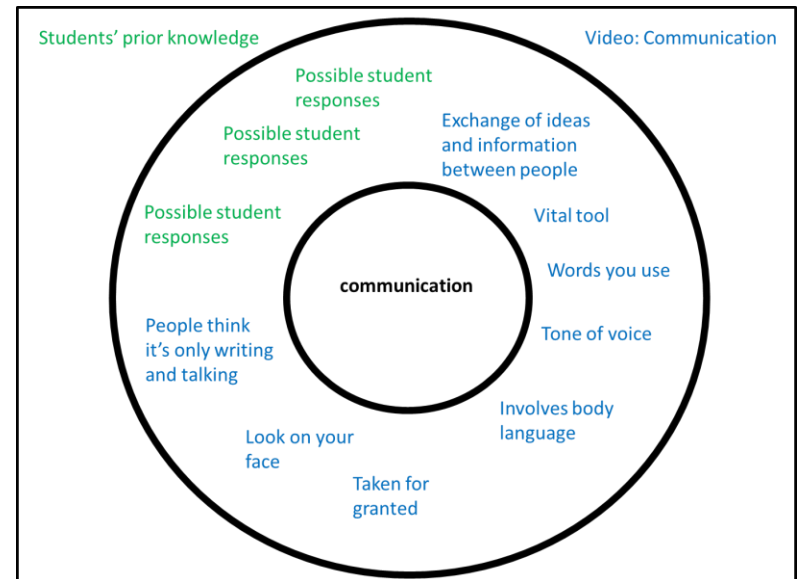 Students' prior knowledge
Video: Communication
Possible student
responses
Possible student
responses
Possible student
responses
Exchange of ideas
and information
between people
Vital tool
Words you use
Tone of voice
Involves body
language
Taken for
granted
Look on your
face
People think
it's only writing
and talking
communication